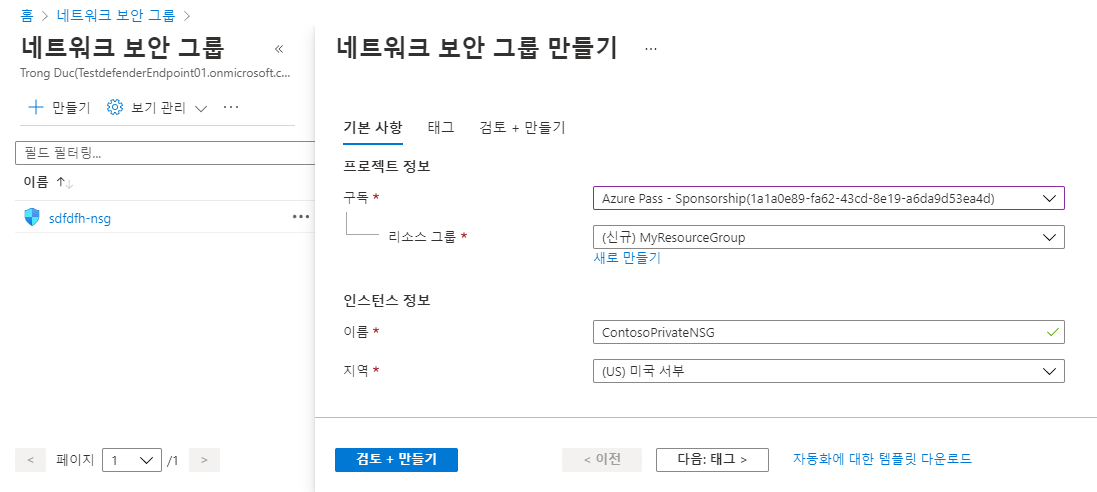 홈 > 네트워크 보안 그룹 >
네트워크 보안 그룹 «
Trong Duc(TestdefenderEndpoint01.onmicrosoft.c...
+ 만들기 보기 관리 ···
필드 필터링...
이름 ↑↓
sdfdfh-nsg ···
< 페이지 1 /1 >
네트워크 보안 그룹 만들기 ···
기본 사항 태그 검토 + 만들기
프로젝트 정보
구독 * Azure Pass - Sponsorship(1a1a0e89-fa62-43cd-8e19-a6da9d53ea4d)
리소스 그룹 * (신규) MyResourceGroup
새로 만들기
인스턴스 정보
이름 * ContosoPrivateNSG
지역 * (US) 미국 서부
검토 + 만들기 < 이전 다음: 태그 > 자동화에 대한 템플릿 다운로드